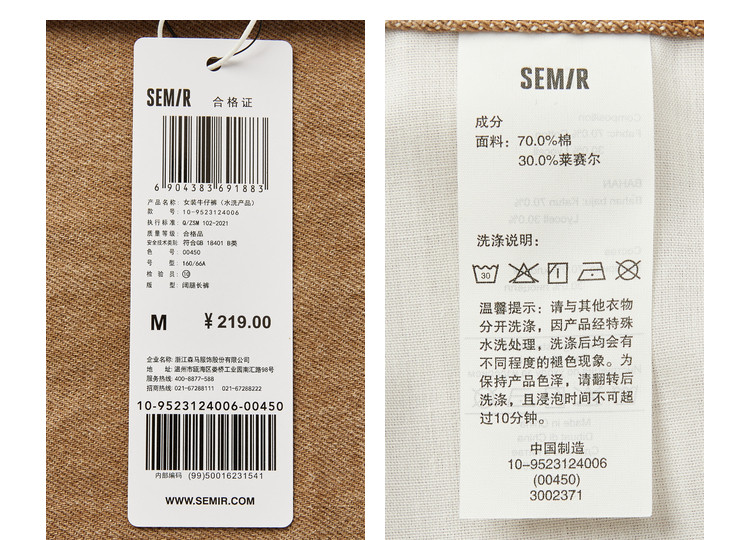 SEMIR 合格证
6 904383 691883
产品名称: 女装牛仔裤（水洗产品）
款 号: 10-9523124006
执行标准: Q/ZSM 102-2021
质量等级: 合格品
安全技术类别: 符合GB 18401 B类
色 号: 00450
号 型: 160/66A
检 验 员: ⑩
版 型: 阔腿长裤
M ¥ 219.00
企业名称: 浙江森马服饰股份有限公司
地 址: 温州市瓯海区娄桥工业园南汇路98号
服务热线: 400-8877-588
招商热线: 021-67288111 021-67288222
10-9523124006-00450
内部编码 (99)50016231541
WWW.SEMIR.COM
SEMIR
成分
面料: 70.0%棉
30.0%莱赛尔
洗涤说明:
30
温馨提示: 请与其他衣物
分开洗涤, 因产品经特殊
水洗处理, 洗涤后均会有
不同程度的褪色现象。为
保持产品色泽, 请翻转后
洗涤, 且浸泡时间不可超
过10分钟。
中国制造
10-9523124006
(00450)
3002371